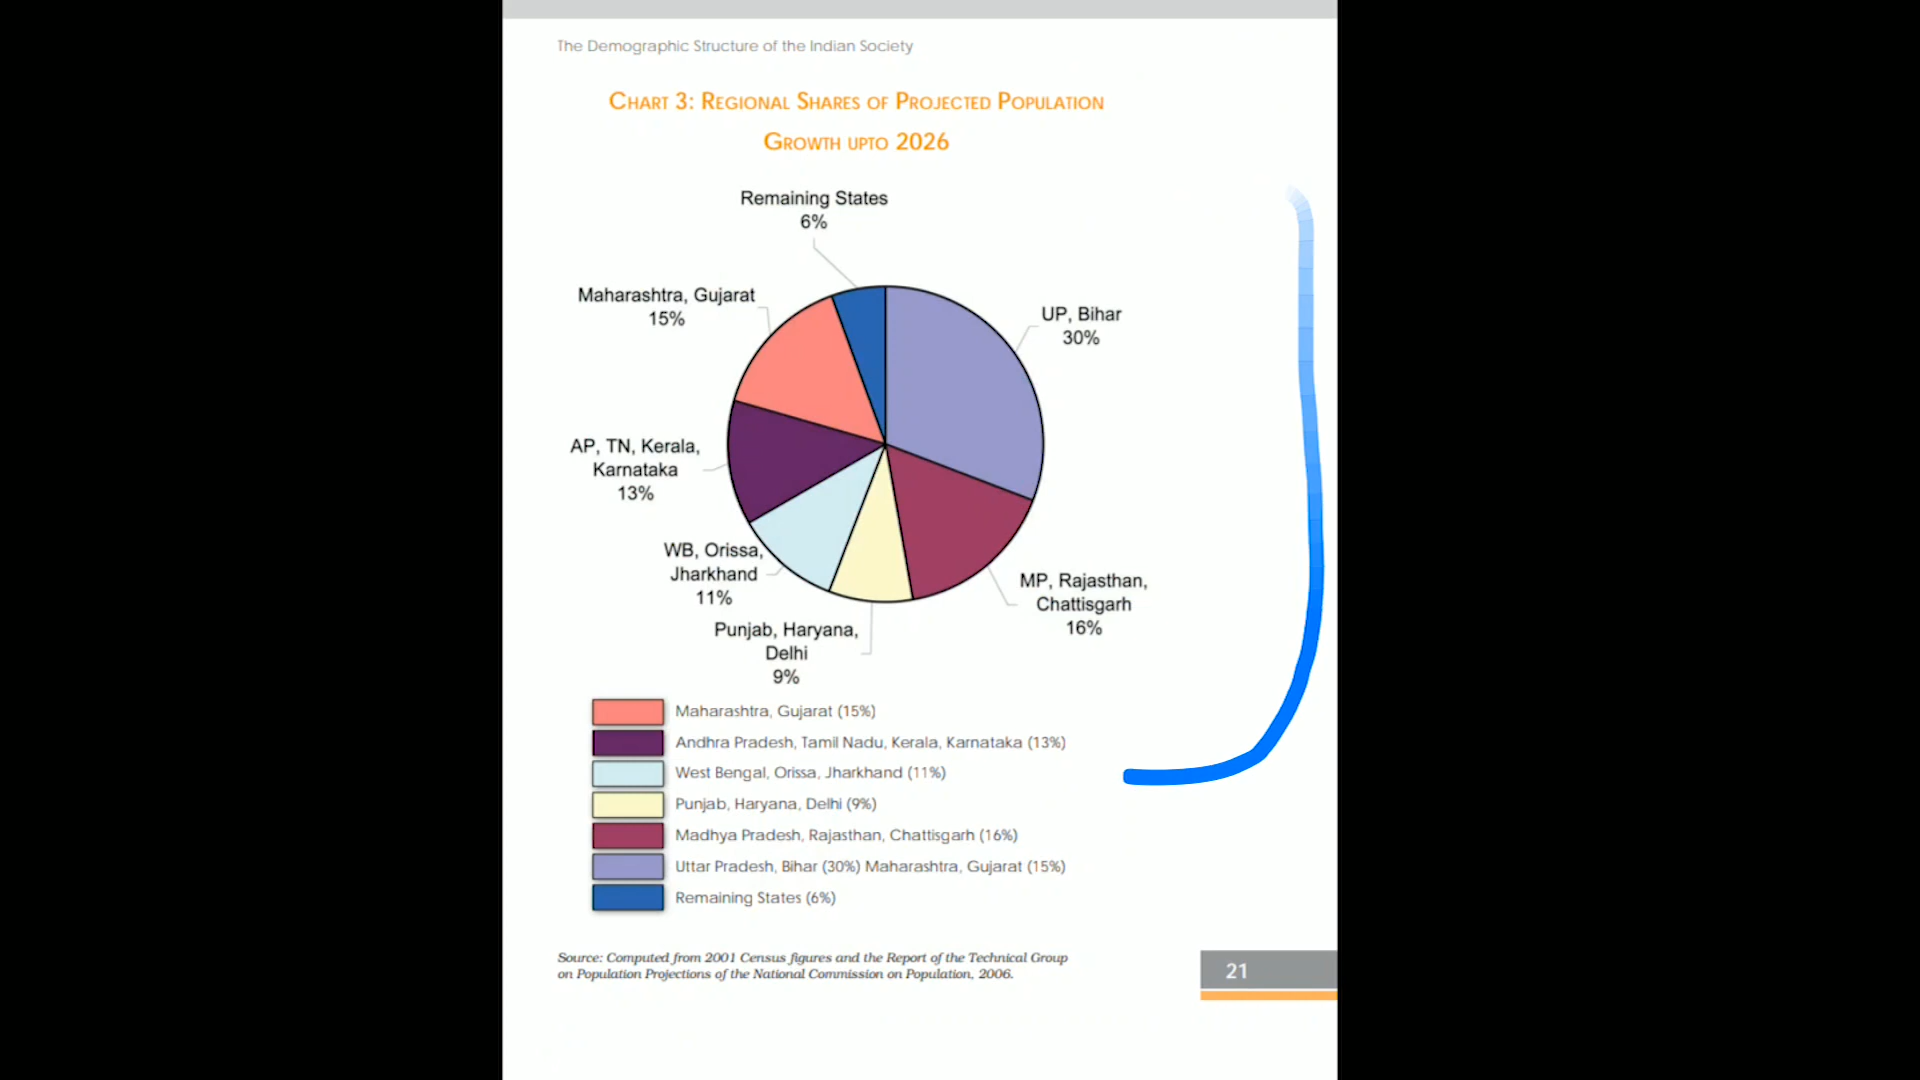 The Demographic Structure of the Indian Society
Chart 3: Regional Shares of Projected Population
Growth upto 2026
Remaining States
6%
Maharashtra, Gujarat
15%
UP, Bihar
30%
AP, TN, Kerala,
Karnataka
13%
WB, Orissa,
Jharkhand
11%
MP, Rajasthan,
Chattisgarh
16%
Punjab, Haryana,
Delhi
9%
Maharashtra, Gujarat (15%)
Andhra Pradesh, Tamil Nadu, Kerala, Karnataka (13%)
West Bengal, Orissa, Jharkhand (11%)
Punjab, Haryana, Delhi (9%)
Madhya Pradesh, Rajasthan, Chattisgarh (16%)
Uttar Pradesh, Bihar (30%) Maharashtra, Gujarat (15%)
Remaining States (6%)
Source: Computed from 2001 Census figures and the Report of the Technical Group
on Population Projections of the National Commission on Population, 2006.
21